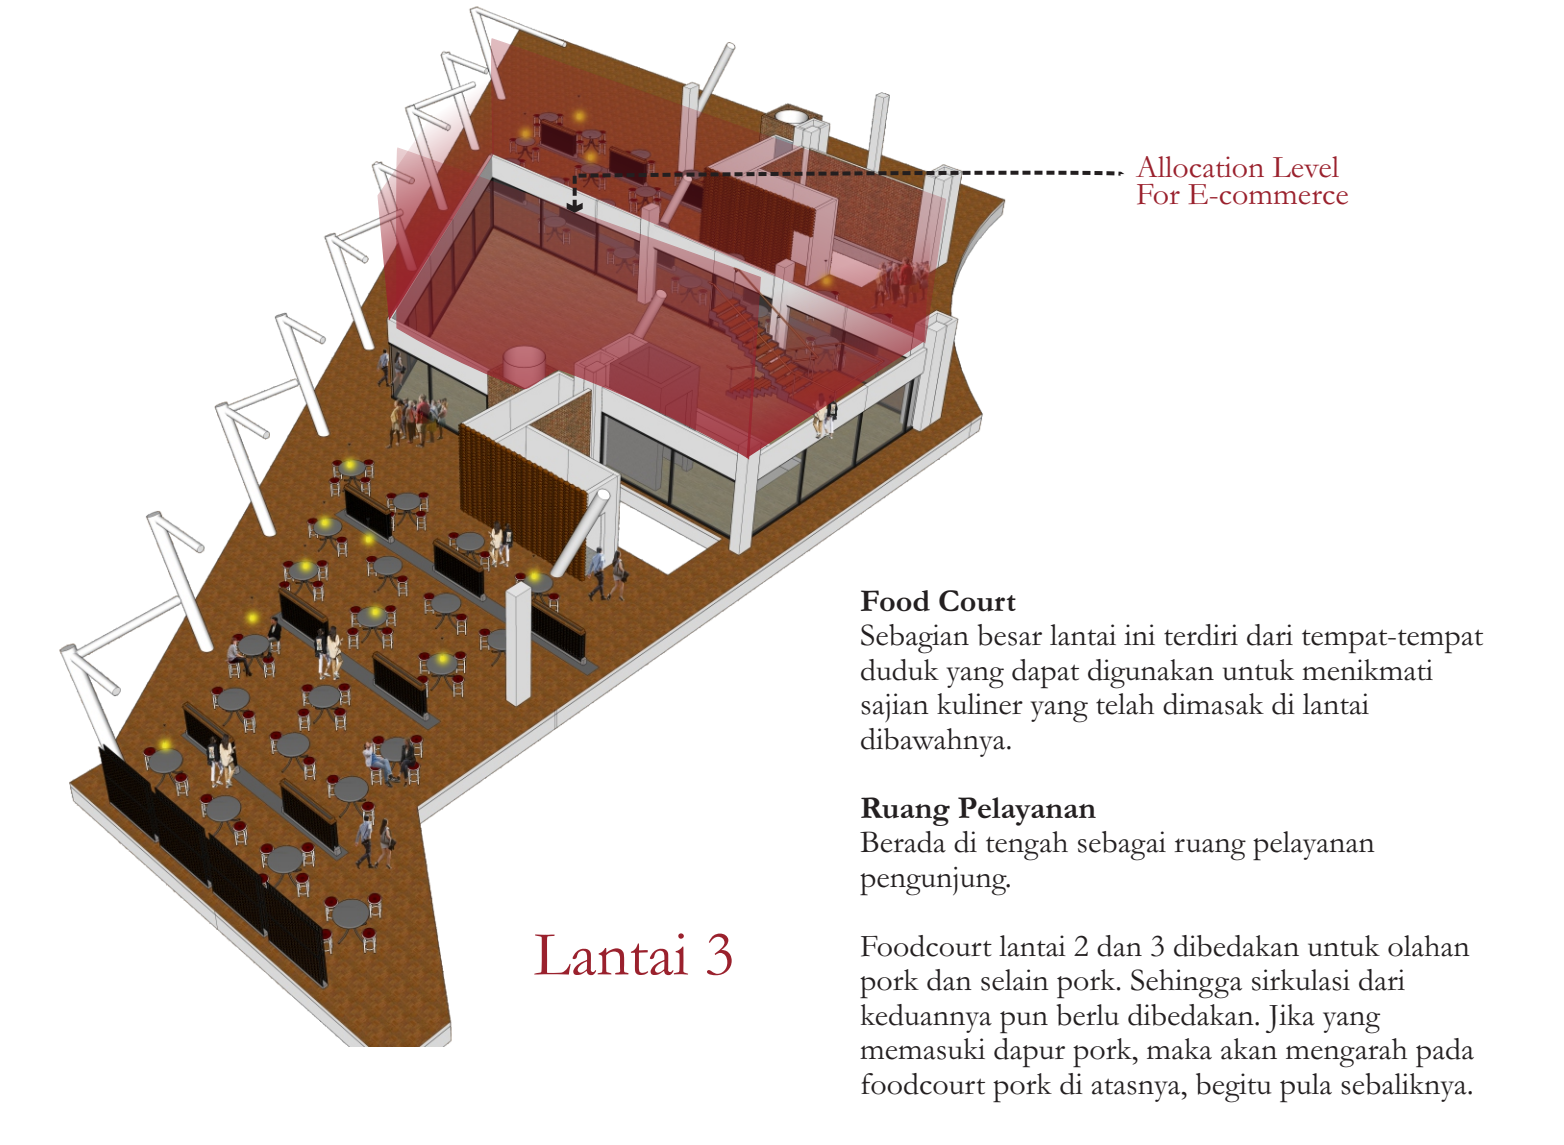 Allocation Level
For E-commerce
Food Court
Sebagian besar lantai ini terdiri dari tempat-tempat
duduk yang dapat digunakan untuk menikmati
sajian kuliner yang telah dimasak di lantai
dibawahnya.
Ruang Pelayanan
Berada di tengah sebagai ruang pelayanan
pengunjung.
Foodcourt lantai 2 dan 3 dibedakan untuk olahan
pork dan selain pork. Sehingga sirkulasi dari
keduannya pun berlu dibedakan. Jika yang
memasuki dapur pork, maka akan mengarah pada
foodcourt pork di atasnya, begitu pula sebaliknya.
Lantai 3